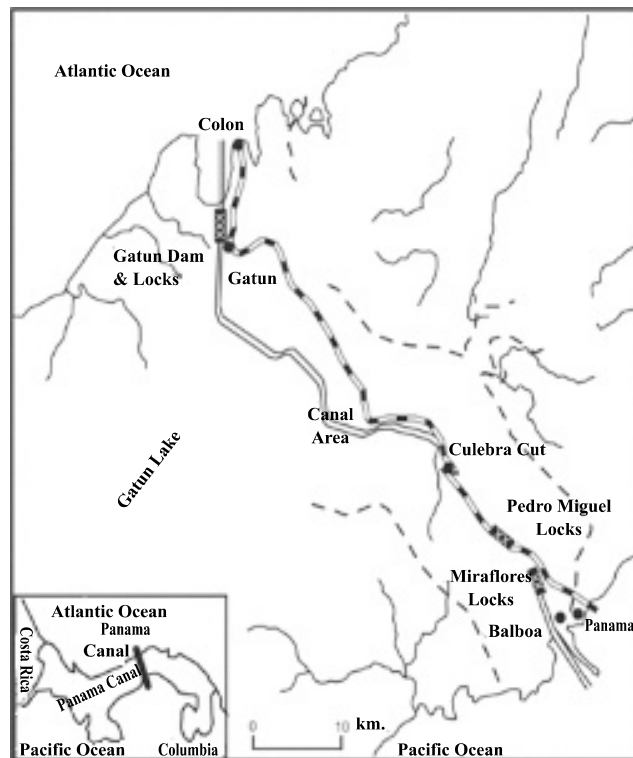 Atlantic Ocean
Colon
Gatun Dam
& Locks
Gatun
Canal
Area
Culebra Cut
Gatun Lake
Pedro Miguel
Locks
Miraflores
Locks
Balboa
Panama
Atlantic Ocean
Panama
Canal
Costa Rica
Panama Canal
Pacific Ocean
Columbia
0
10
km.
Pacific Ocean